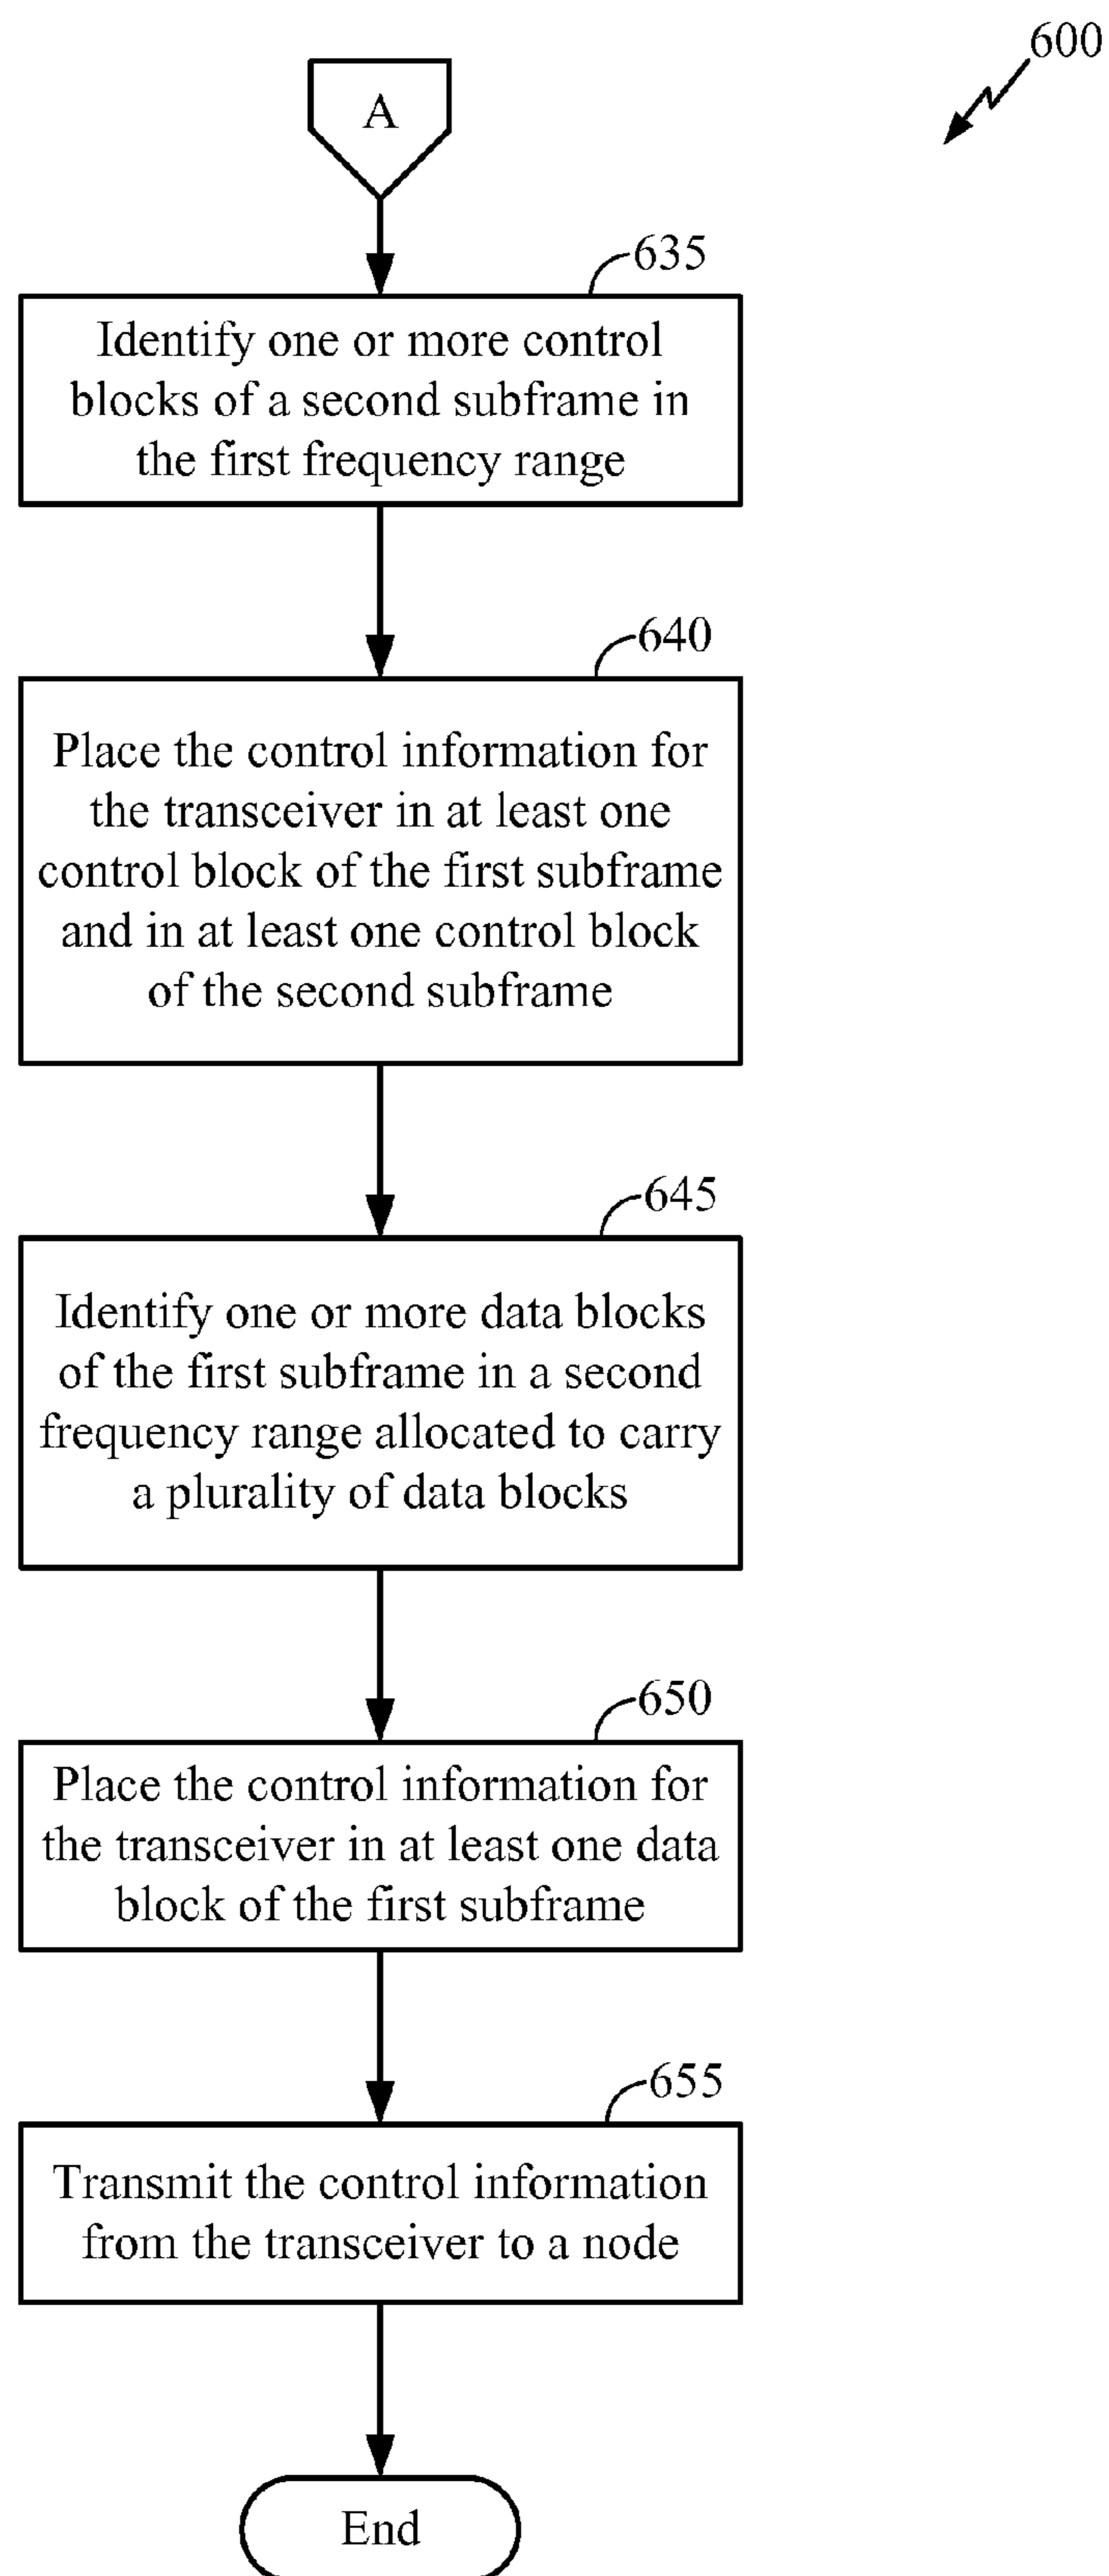 600
A
635
Identify one or more control
blocks of a second subframe in
the first frequency range
640
Place the control information for
the transceiver in at least one
control block of the first subframe
and in at least one control block
of the second subframe
645
Identify one or more data blocks
of the first subframe in a second
frequency range allocated to carry
a plurality of data blocks
650
Place the control information for
the transceiver in at least one data
block of the first subframe
655
Transmit the control information
from the transceiver to a node
End